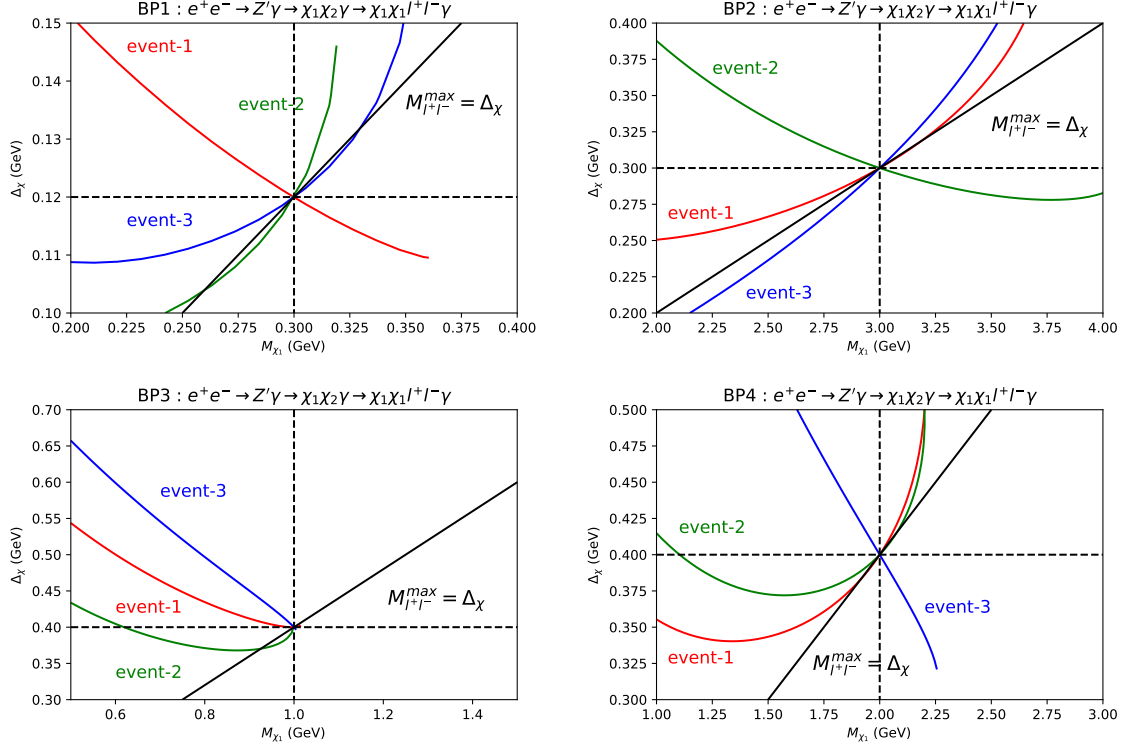 BP1 : e⁺e⁻ → Z′γ → χ₁χ₂γ → χ₁χ₁l⁺l⁻γ
0.15
0.14
0.13
0.12
0.11
0.10
Δχ (GeV)
event-1
event-2
M_{l⁺l⁻}^{max} = Δχ
event-3
0.200 0.225 0.250 0.275 0.300 0.325 0.350 0.375 0.400
M_{χ₁} (GeV)
BP2 : e⁺e⁻ → Z′γ → χ₁χ₂γ → χ₁χ₁l⁺l⁻γ
0.400
0.375
0.350
0.325
0.300
0.275
0.250
0.225
0.200
Δχ (GeV)
event-2
M_{l⁺l⁻}^{max} = Δχ
event-1
event-3
2.00 2.25 2.50 2.75 3.00 3.25 3.50 3.75 4.00
M_{χ₁} (GeV)
BP3 : e⁺e⁻ → Z′γ → χ₁χ₂γ → χ₁χ₁l⁺l⁻γ
0.70
0.65
0.60
0.55
0.50
0.45
0.40
0.35
0.30
Δχ (GeV)
event-3
event-1
M_{l⁺l⁻}^{max} = Δχ
event-2
0.6 0.8 1.0 1.2 1.4
M_{χ₁} (GeV)
BP4 : e⁺e⁻ → Z′γ → χ₁χ₂γ → χ₁χ₁l⁺l⁻γ
0.500
0.475
0.450
0.425
0.400
0.375
0.350
0.325
0.300
Δχ (GeV)
event-2
event-3
event-1
M_{l⁺l⁻}^{max} = Δχ
1.00 1.25 1.50 1.75 2.00 2.25 2.50 2.75 3.00
M_{χ₁} (GeV)